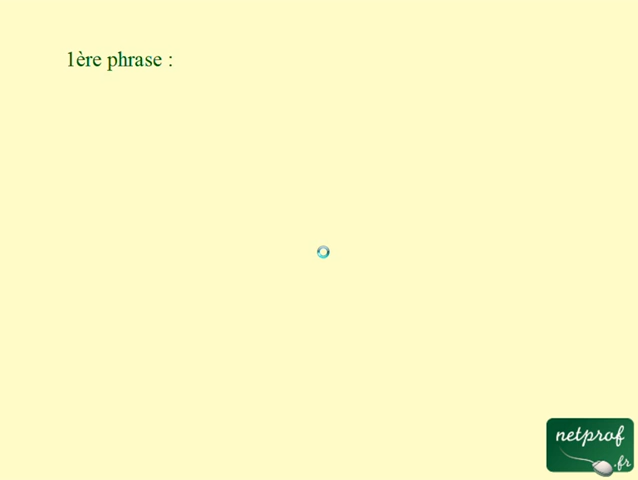 1ère phrase :
netprof
.fr